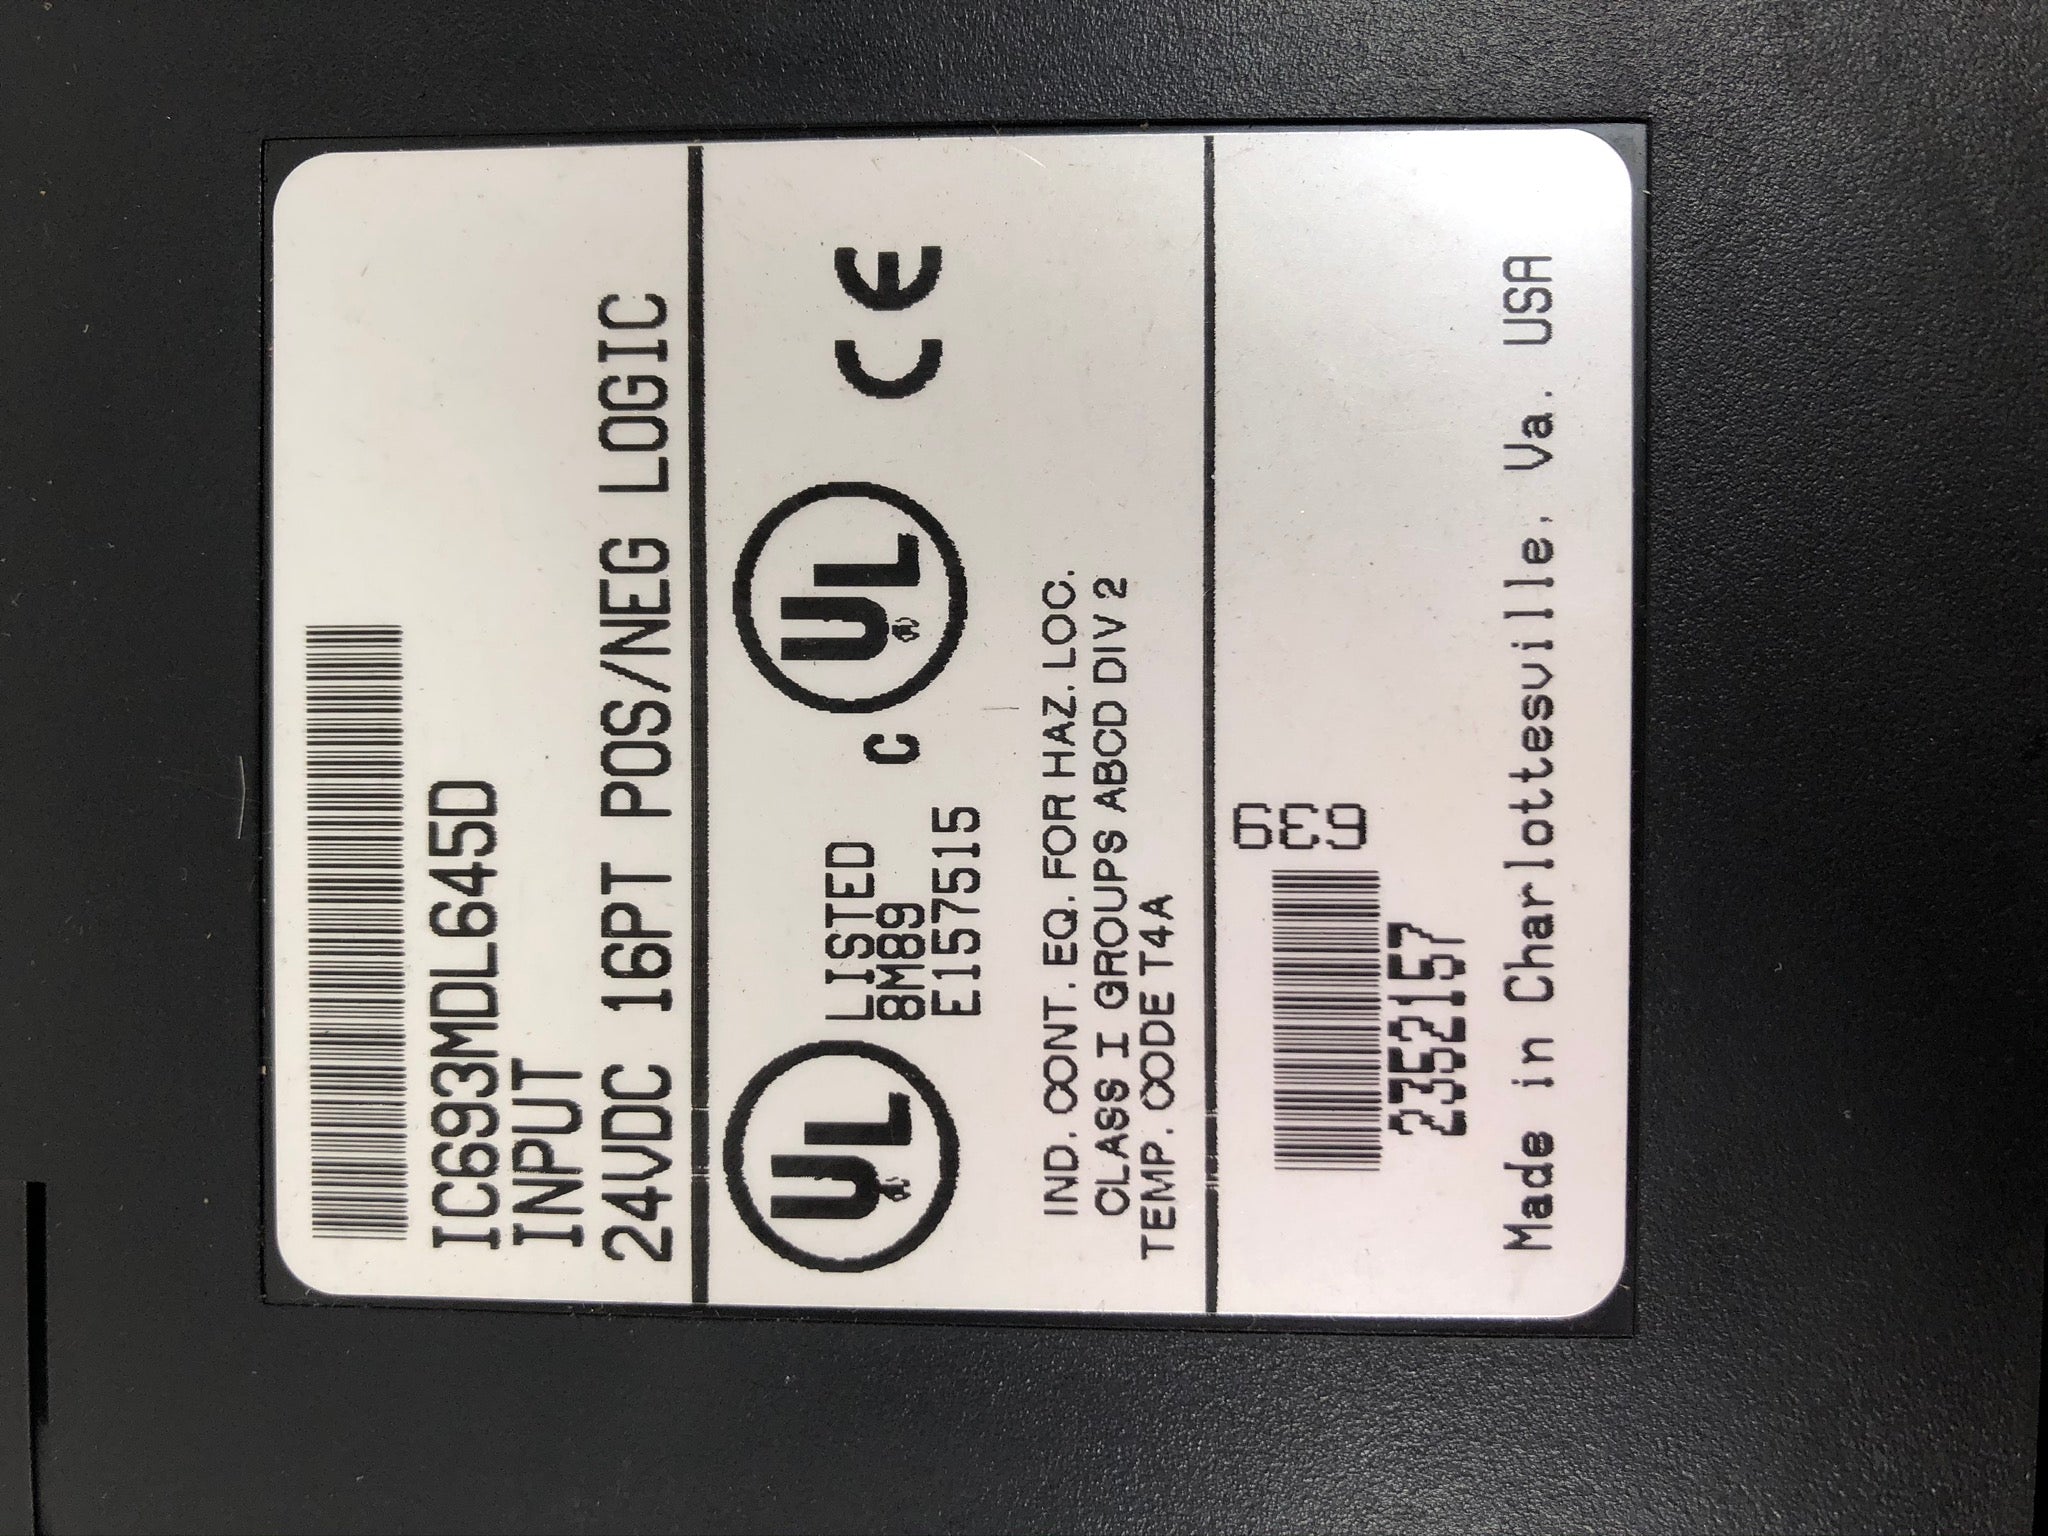 IC693MDL645D
INPUT
24VDC 16PT POS/NEG LOGIC
UL LISTED
8M89
E157515
C UL CE
IND. CONT. EQ. FOR HAZ. LOC.
CLASS I GROUPS ABCD DIV 2
TEMP. CODE T4A
2352157
Made in Charlottesville, Va. USA